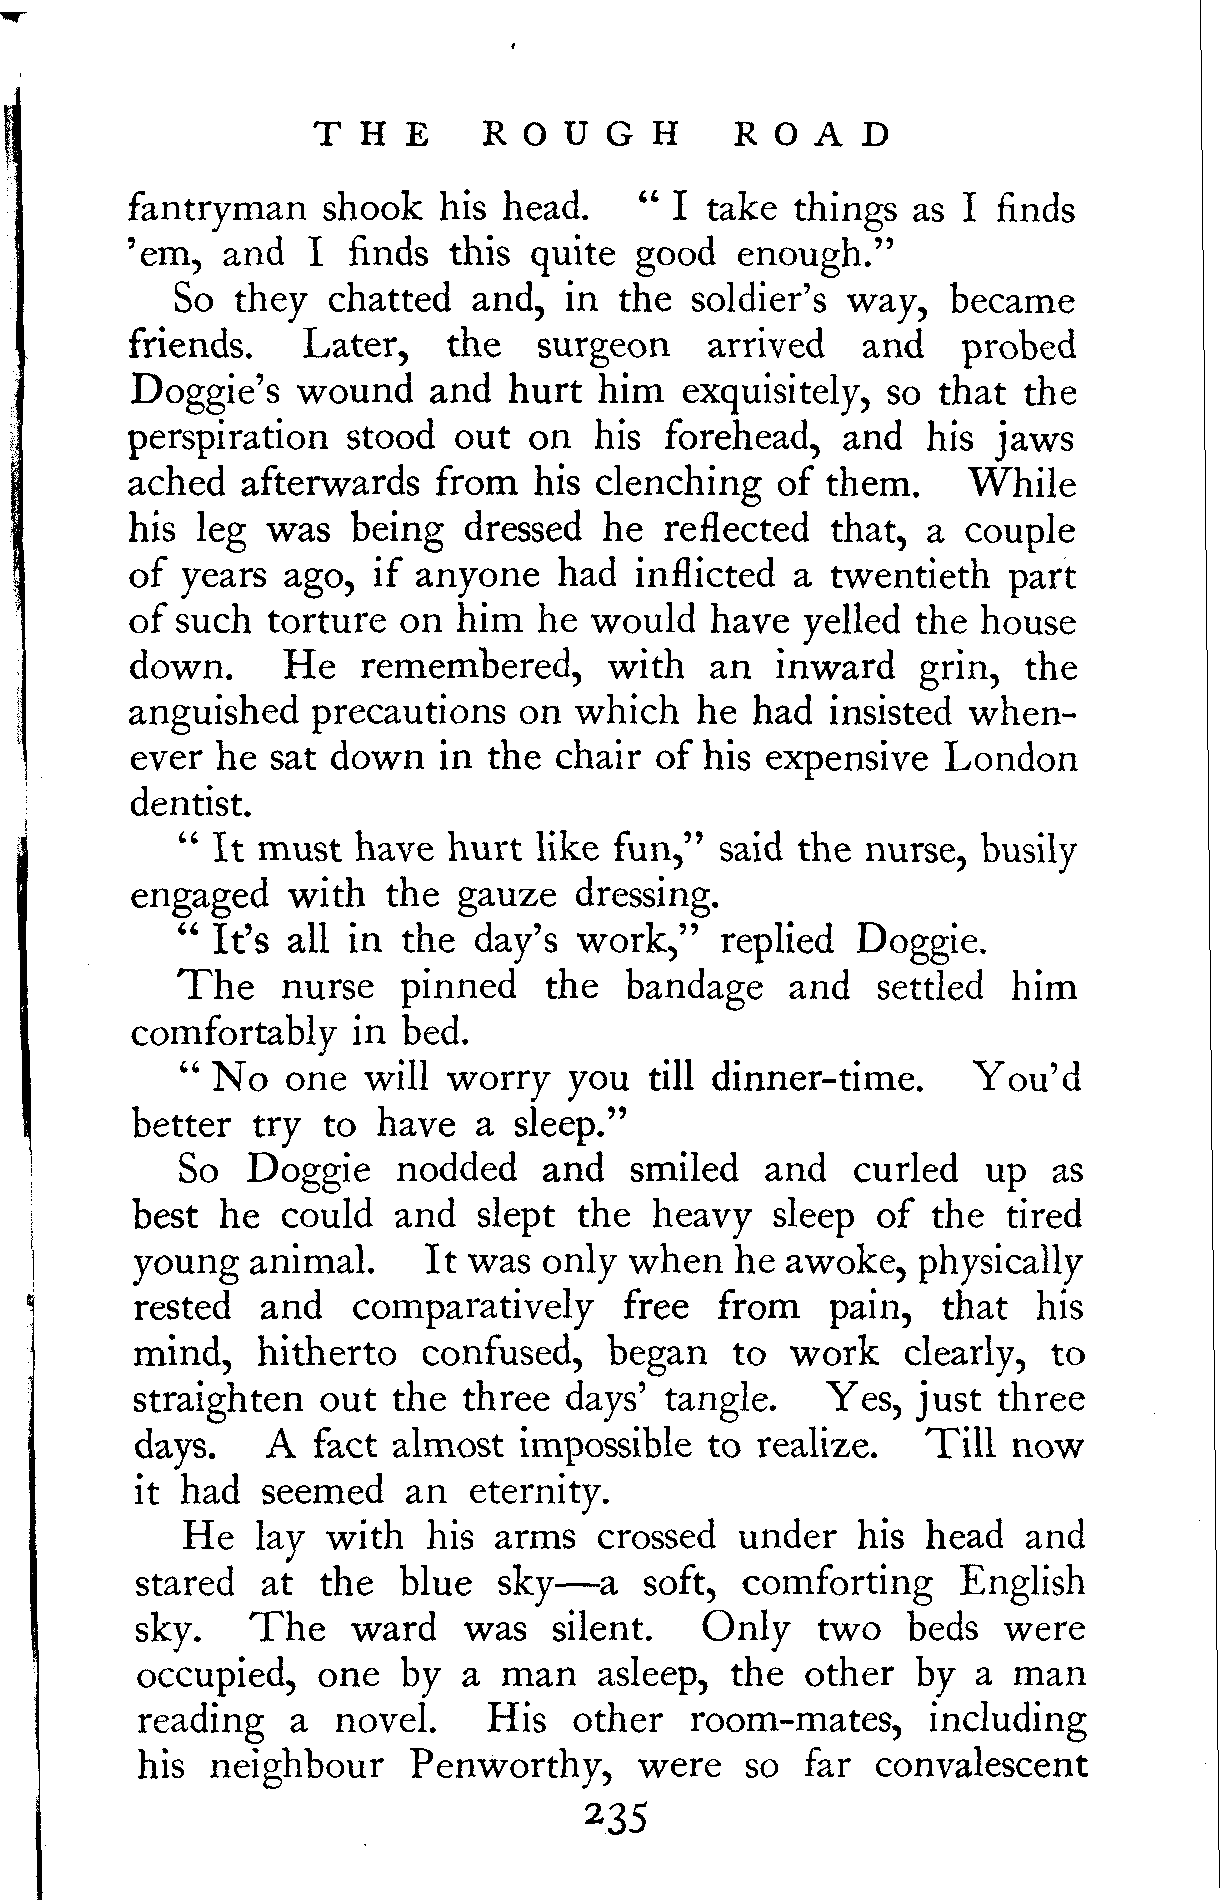 THE ROUGH ROAD
fantryman shook his head. “ I take things as I finds
’em, and I finds this quite good enough.”
So they chatted and, in the soldier’s way, became
friends. Later, the surgeon arrived and probed
Doggie’s wound and hurt him exquisitely, so that the
perspiration stood out on his forehead, and his jaws
ached afterwards from his clenching of them. While
his leg was being dressed he reflected that, a couple
of years ago, if anyone had inflicted a twentieth part
of such torture on him he would have yelled the house
down. He remembered, with an inward grin, the
anguished precautions on which he had insisted when-
ever he sat down in the chair of his expensive London
dentist.
“ It must have hurt like fun,” said the nurse, busily
engaged with the gauze dressing.
“ It’s all in the day’s work,” replied Doggie.
The nurse pinned the bandage and settled him
comfortably in bed.
“ No one will worry you till dinner-time. You’d
better try to have a sleep.”
So Doggie nodded and smiled and curled up as
best he could and slept the heavy sleep of the tired
young animal. It was only when he awoke, physically
rested and comparatively free from pain, that his
mind, hitherto confused, began to work clearly, to
straighten out the three days’ tangle. Yes, just three
days. A fact almost impossible to realize. Till now
it had seemed an eternity.
He lay with his arms crossed under his head and
stared at the blue sky—a soft, comforting English
sky. The ward was silent. Only two beds were
occupied, one by a man asleep, the other by a man
reading a novel. His other room-mates, including
his neighbour Penworthy, were so far convalescent
235